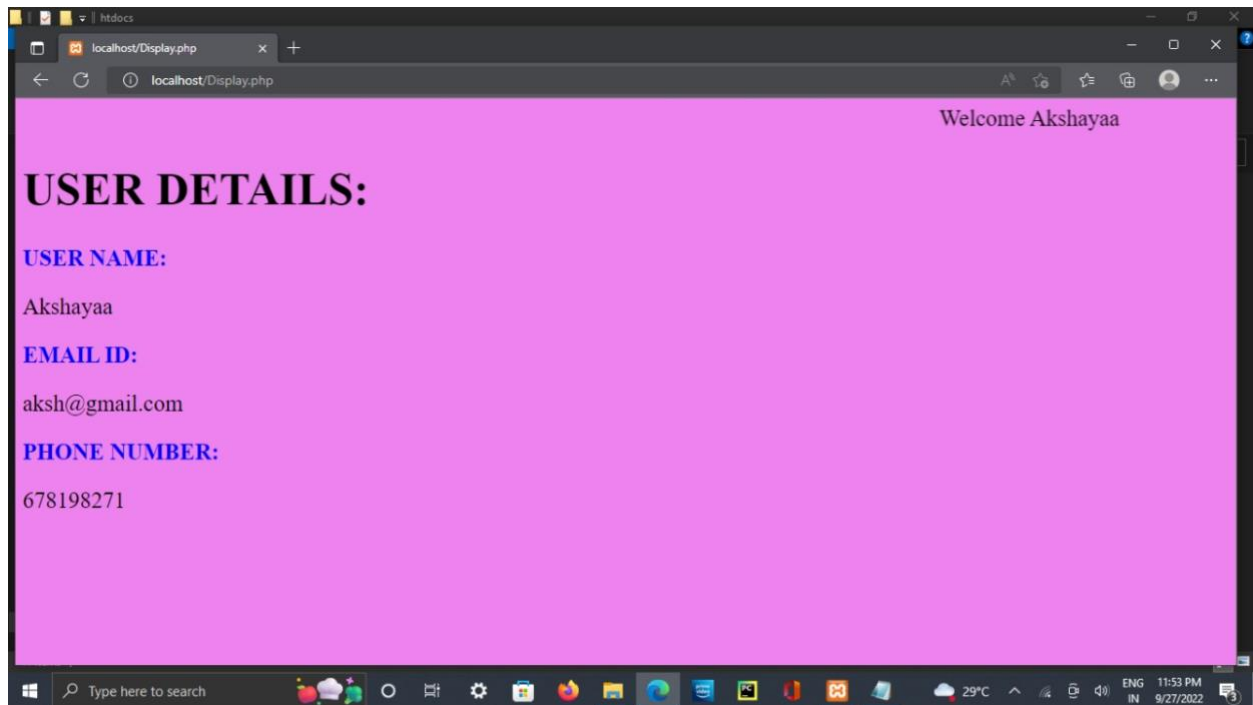 htdocs
localhost/Display.php
localhost/Display.php
Welcome Akshayaa
USER DETAILS:
USER NAME:
Akshayaa
EMAIL ID:
aksh@gmail.com
PHONE NUMBER:
678198271
Type here to search
29°C
ENG
IN
11:53 PM
9/27/2022